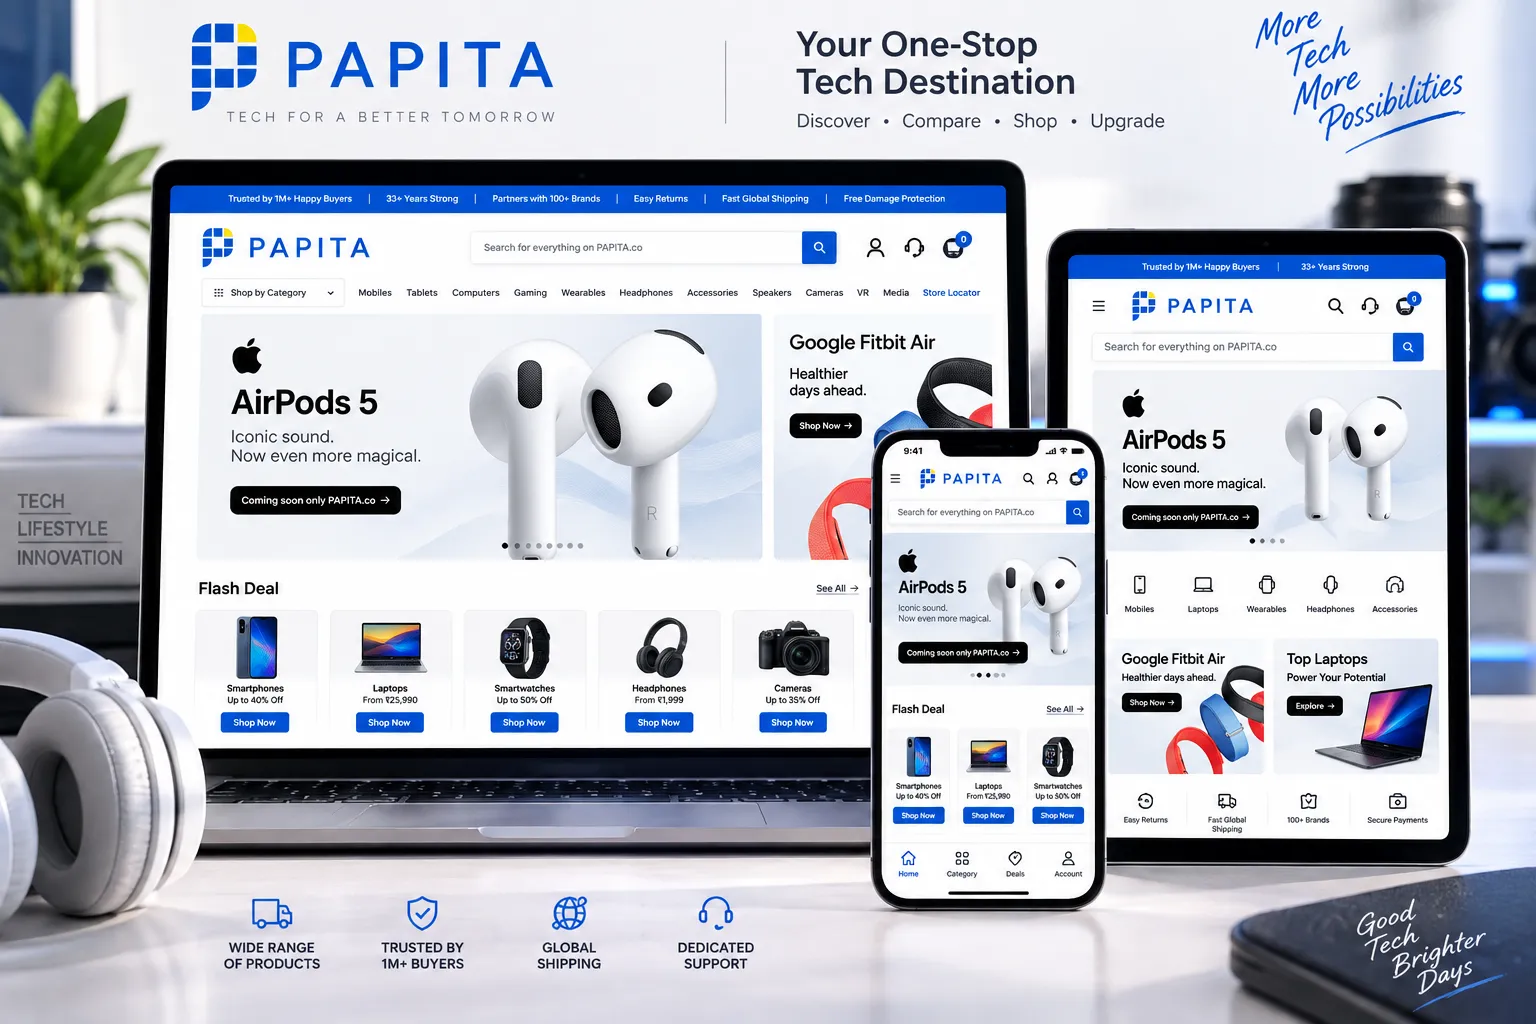 PAPITA
TECH FOR A BETTER TOMORROW
Your One-Stop
Tech Destination
Discover • Compare • Shop • Upgrade
More
Tech
More
Possibilities
TECH
LIFESTYLE
INNOVATION
Trusted by 1M+ Happy Buyers | 33+ Years Strong | Partners with 100+ Brands | Easy Returns | Fast Global Shipping | Free Damage Protection
PAPITA
Search for everything on PAPITA.co
0
Shop by Category
Mobiles Tablets Computers Gaming Wearables Headphones Accessories Speakers Cameras VR Media Store Locator
AirPods 5
Iconic sound.
Now even more magical.
Coming soon only PAPITA.co →
R
Google Fitbit Air
Healthier
days ahead.
Shop Now →
Flash Deal
See All →
Smartphones
Up to 40% Off
Shop Now
Laptops
From ₹25,990
Shop Now
Smartwatches
Up to 50% Off
Shop Now
Headphones
From ₹1,999
Shop Now
Cameras
Up to 35% Off
Shop Now
9:41
PAPITA
Search for everything on PAPITA.co
AirPods 5
Iconic sound.
Now even more magical.
Coming soon only PAPITA.co →
Flash Deal
See All →
Smartphones
Up to 40% Off
Shop Now
Laptops
From ₹25,990
Shop Now
Smartwatches
Up to 50% Off
Shop Now
Home
Category
Deals
Account
Trusted by 1M+ Happy Buyers | 33+ Years Strong
PAPITA
0
Search for everything on PAPITA.co
AirPods 5
Iconic sound.
Now even more magical.
Coming soon only PAPITA.co →
R
Mobiles
Laptops
Wearables
Headphones
Accessories
Google Fitbit Air
Healthier days ahead.
Shop Now →
Top Laptops
Power Your Potential
Explore →
Easy Returns
Fast Global
Shipping
100+ Brands
Secure Payments
WIDE RANGE
OF PRODUCTS
TRUSTED BY
1M+ BUYERS
GLOBAL
SHIPPING
DEDICATED
SUPPORT
Good
Tech
Brighter
Days